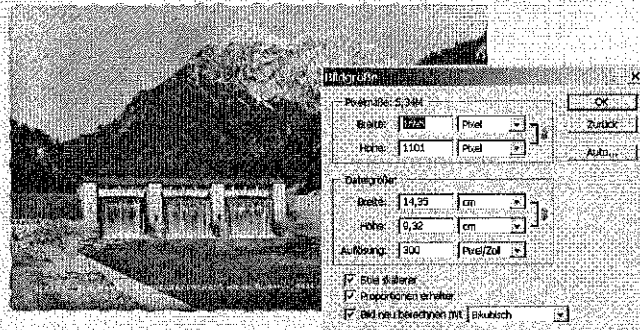 Bildgröße
Pixelmaße: 5,34M
Breite: Pixel
Höhe: 1101 Pixel
OK
Zurück
Auto...
Dateigröße
Breite: 14,35 cm
Höhe: 9,32 cm
Auflösung: 300 Pixel/Zoll
Stile skalieren
Proportionen erhalten
Bild neu berechnen mit: Bikubisch